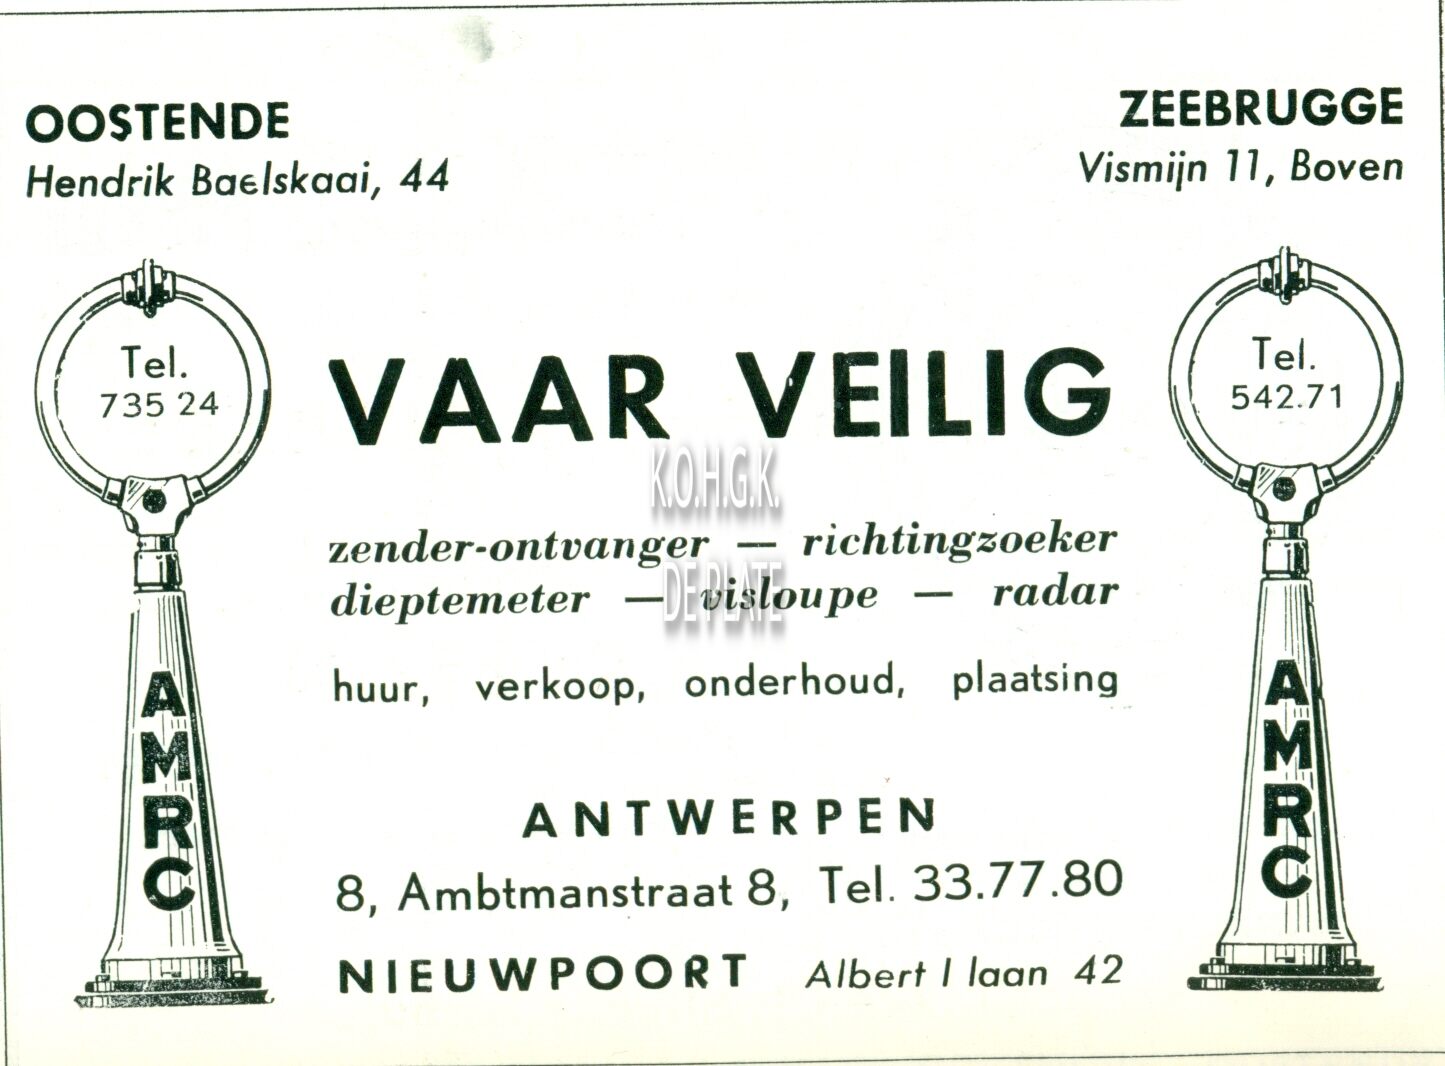 OOSTENDE
Hendrik Baelskaai, 44
ZEEBRUGGE
Vismijn 11, Boven
Tel.
735 24
Tel.
542.71
VAAR VEILIG
K.O.H.G.K.
DE PLATE
zender-ontvanger — richtingzoeker
dieptemeter — visloupe — radar
huur, verkoop, onderhoud, plaatsing
AMRC
AMRC
ANTWERPEN
8, Ambtmanstraat 8, Tel. 33.77.80
NIEUWPOORT Albert I laan 42